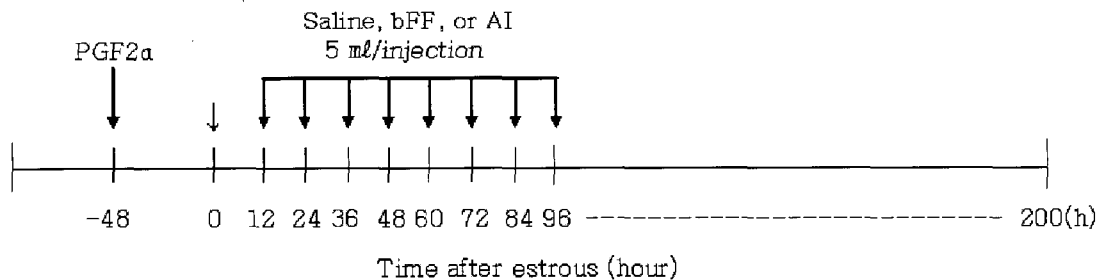 Saline, bFF, or AI
PGF2α
5 ㎖/injection
-48 0 12 24 36 48 60 72 84 96 ---------------------------------- 200(h)
Time after estrous (hour)